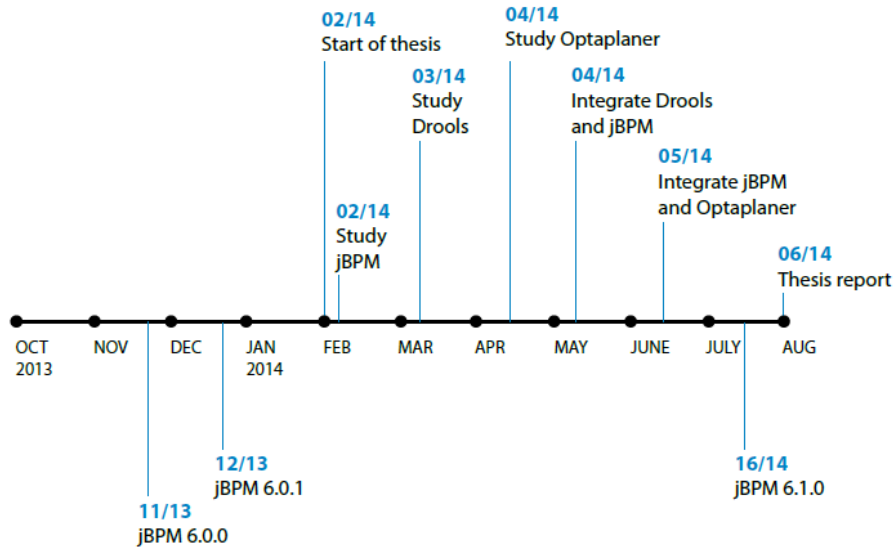 02/14
Start of thesis
04/14
Study Optaplaner
03/14
Study
Drools
04/14
Integrate Drools
and jBPM
05/14
Integrate jBPM
and Optaplaner
02/14
Study
jBPM
06/14
Thesis report
OCT
2013
NOV
DEC
JAN
2014
FEB
MAR
APR
MAY
JUNE
JULY
AUG
12/13
jBPM 6.0.1
16/14
jBPM 6.1.0
11/13
jBPM 6.0.0